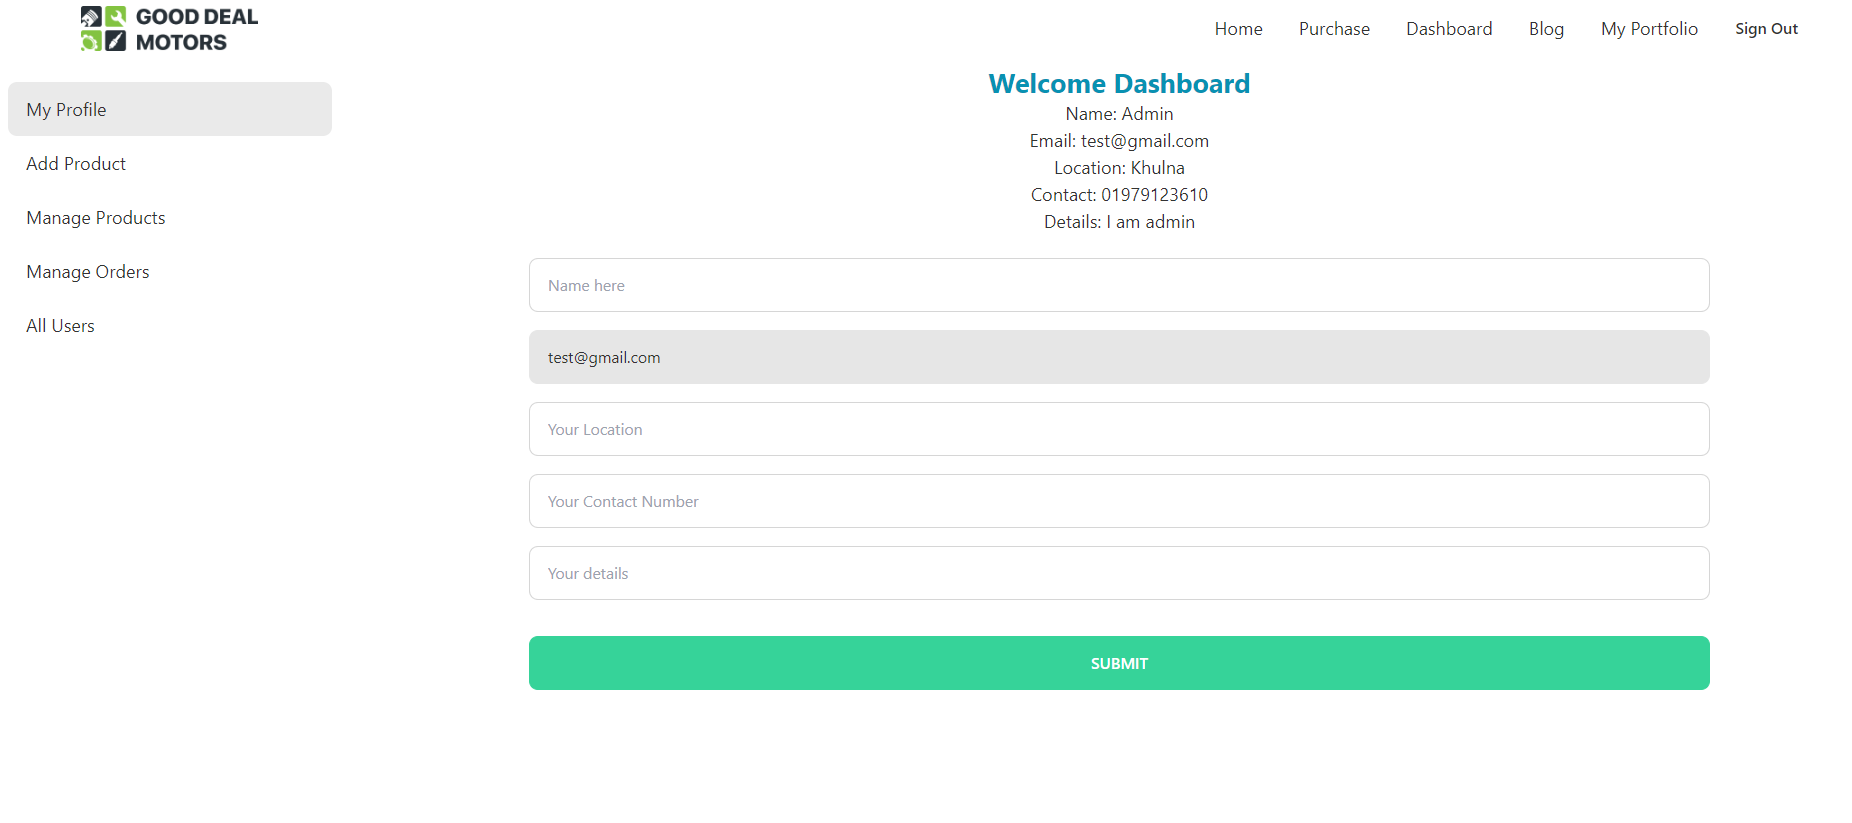 GOOD DEAL
MOTORS
Home Purchase Dashboard Blog My Portfolio Sign Out
My Profile
Add Product
Manage Products
Manage Orders
All Users
Welcome Dashboard
Name: Admin
Email: test@gmail.com
Location: Khulna
Contact: 01979123610
Details: I am admin
Name here
test@gmail.com
Your Location
Your Contact Number
Your details
SUBMIT